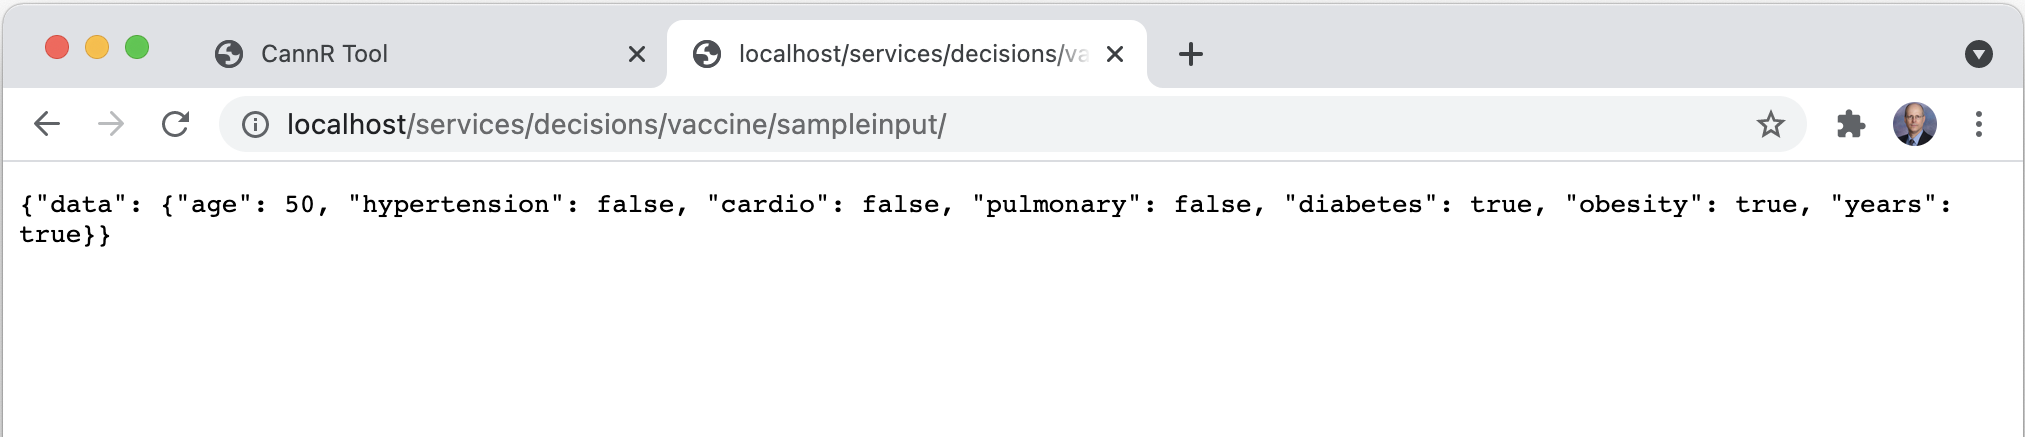 CannR Tool
localhost/services/decisions/va
localhost/services/decisions/vaccine/sampleinput/
{"data": {"age": 50, "hypertension": false, "cardio": false, "pulmonary": false, "diabetes": true, "obesity": true, "years":
true}}